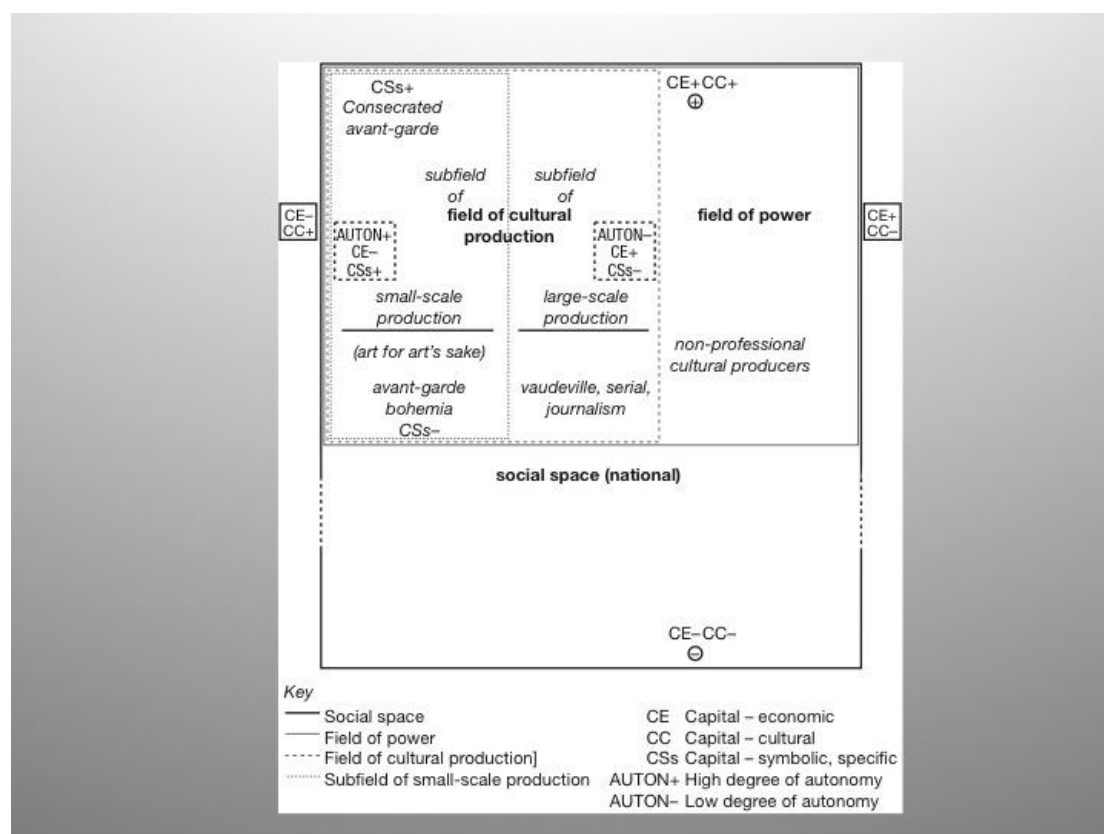 CSs+
Consecrated
avant-garde
CE+CC+
+
subfield
of
subfield
of
field of cultural
production
field of power
CE–
CC+
CE+
CC–
AUTON+
CE–
CSs+
AUTON–
CE+
CSs–
small-scale
production
large-scale
production
(art for art's sake)
non-professional
cultural producers
avant-garde
bohemia
CSs–
vaudeville, serial,
journalism
social space (national)
CE–CC–
–
Key
Social space
Field of power
Field of cultural production]
Subfield of small-scale production
CE Capital – economic
CC Capital – cultural
CSs Capital – symbolic, specific
AUTON+ High degree of autonomy
AUTON– Low degree of autonomy